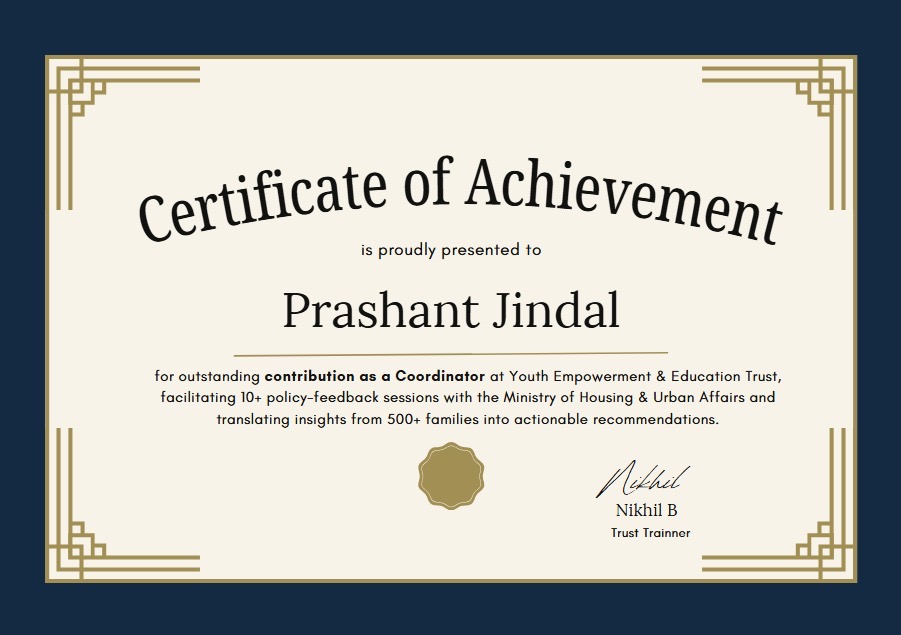 Certificate of Achievement
is proudly presented to
Prashant Jindal
for outstanding contribution as a Coordinator at Youth Empowerment & Education Trust,
facilitating 10+ policy-feedback sessions with the Ministry of Housing & Urban Affairs and
translating insights from 500+ families into actionable recommendations.
Nikhil
Nikhil B
Trust Trainner